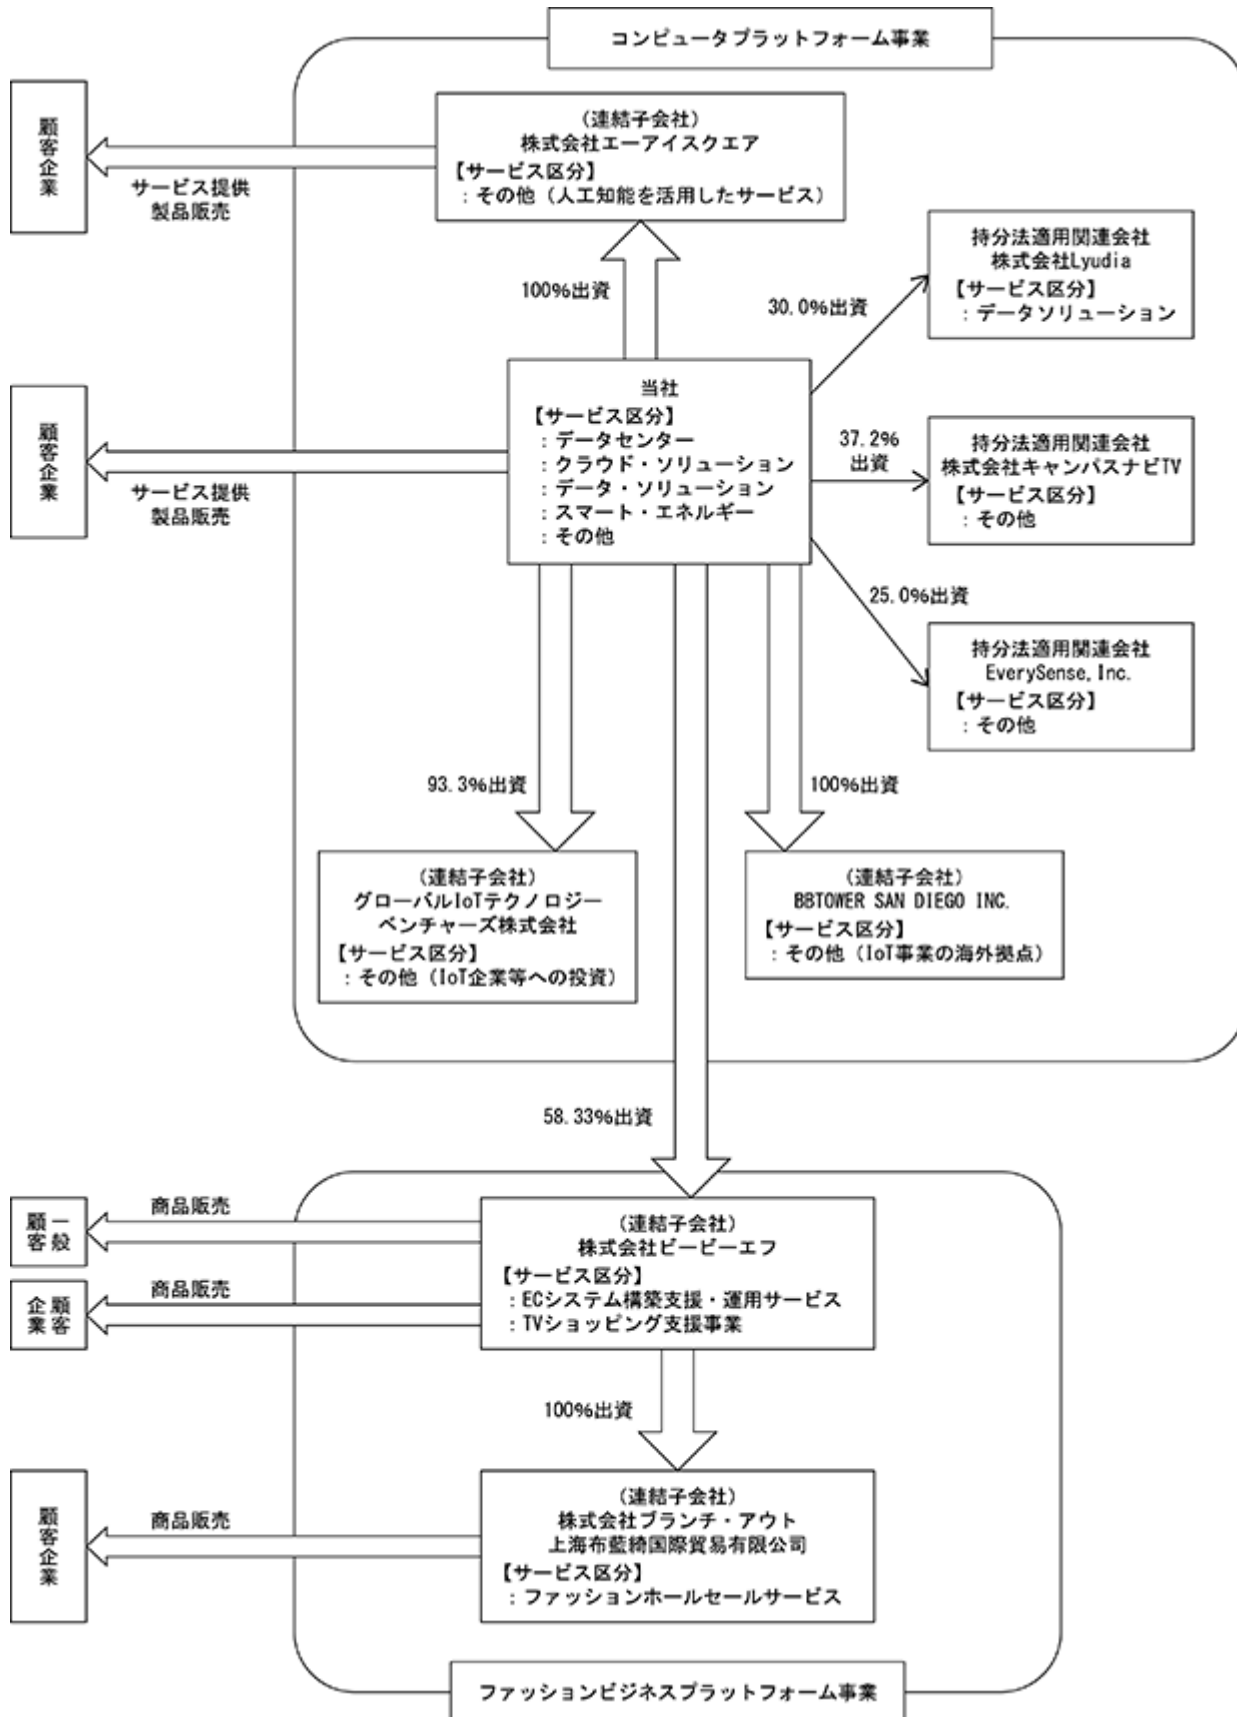 コンピュータプラットフォーム事業
顧客企業
サービス提供
製品販売
(連結子会社)
株式会社エーアイスクエア
【サービス区分】
：その他（人工知能を活用したサービス）
100%出資
持分法適用関連会社
株式会社Lyudia
【サービス区分】
：データソリューション
30.0%出資
顧客企業
サービス提供
製品販売
当社
【サービス区分】
：データセンター
：クラウド・ソリューション
：データ・ソリューション
：スマート・エネルギー
：その他
37.2%
出資
持分法適用関連会社
株式会社キャンパスナビTV
【サービス区分】
：その他
25.0%出資
持分法適用関連会社
EverySense, Inc.
【サービス区分】
：その他
93.3%出資
100%出資
(連結子会社)
グローバルIoTテクノロジー
ベンチャーズ株式会社
【サービス区分】
：その他（IoT企業等への投資）
(連結子会社)
BBTOWER SAN DIEGO INC.
【サービス区分】
：その他（IoT事業の海外拠点）
58.33%出資
一般
顧客
商品販売
顧客
企業
商品販売
(連結子会社)
株式会社ビービーエフ
【サービス区分】
：ECシステム構築支援・運用サービス
：TVショッピング支援事業
100%出資
顧客企業
商品販売
(連結子会社)
株式会社ブランチ・アウト
上海布藍綺国際貿易有限公司
【サービス区分】
：ファッションホールセールサービス
ファッションビジネスプラットフォーム事業